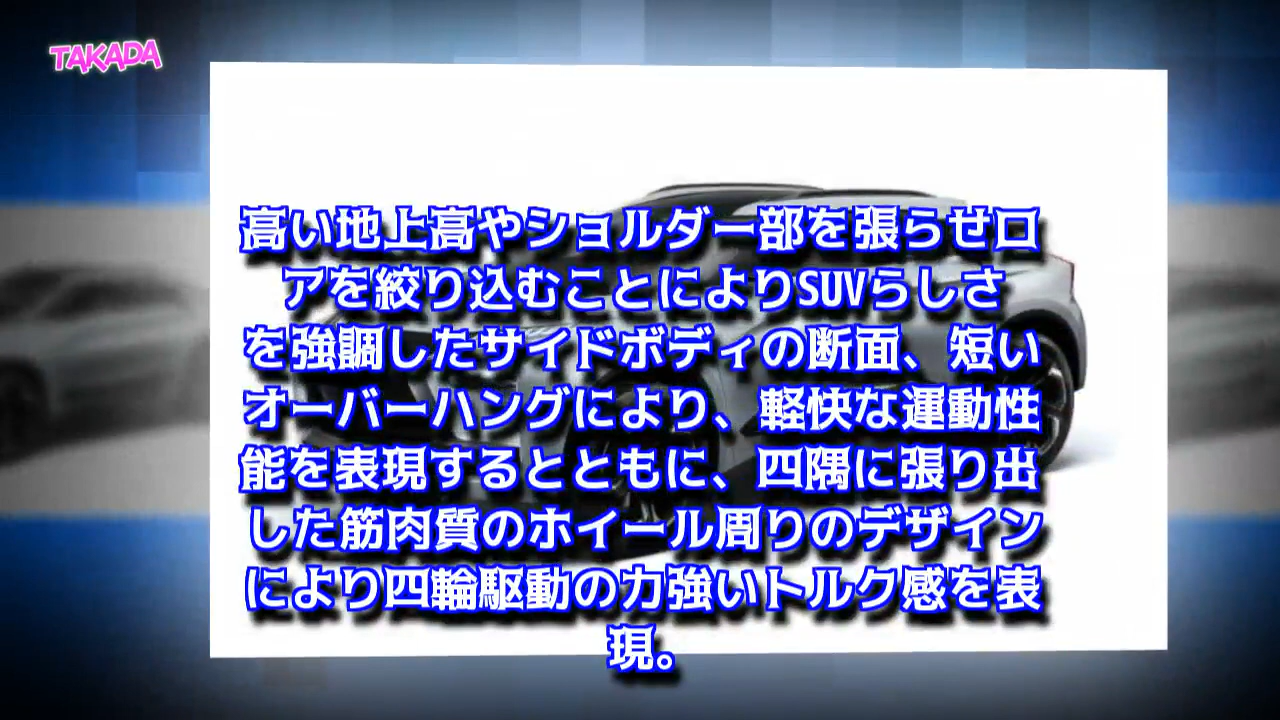 TAKADA
高い地上高やショルダー部を張らせロ
アを絞り込むことによりSUVらしさ
を強調したサイドボディの断面、短い
オーバーハングにより、軽快な運動性
能を表現するとともに、四隅に張り出
した筋肉質のホイール周りのデザイン
により四輪駆動の力強いトルク感を表
現。